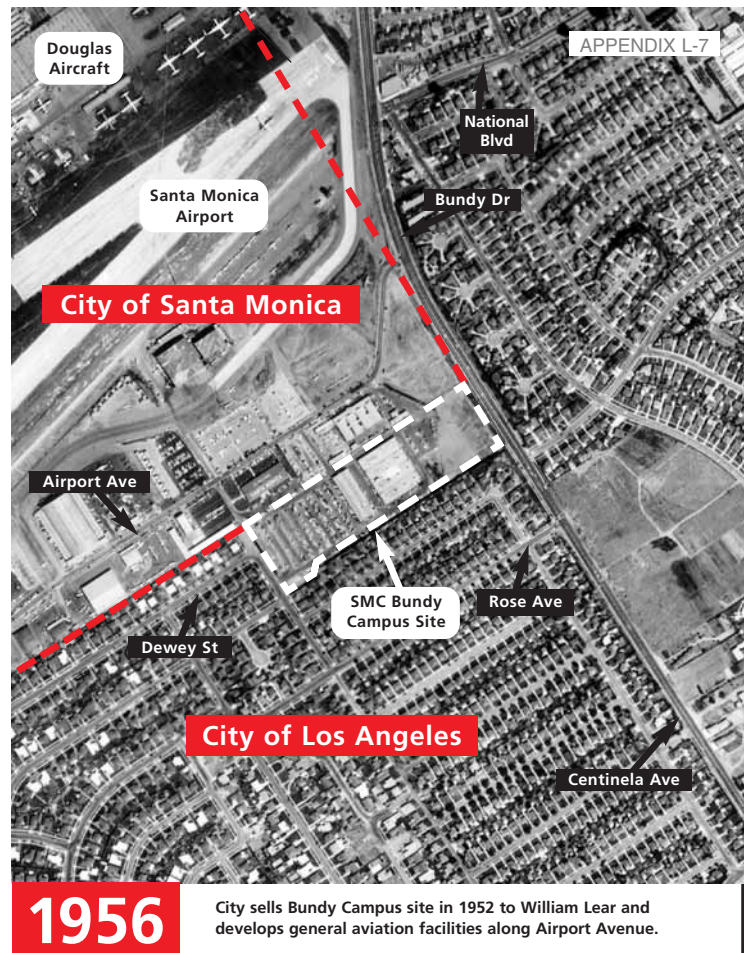 Douglas
Aircraft
APPENDIX L-7
National
Blvd
Santa Monica
Airport
Bundy Dr
City of Santa Monica
Airport Ave
SMC Bundy
Campus Site
Rose Ave
Dewey St
City of Los Angeles
Centinela Ave
1956
City sells Bundy Campus site in 1952 to William Lear and
develops general aviation facilities along Airport Avenue.